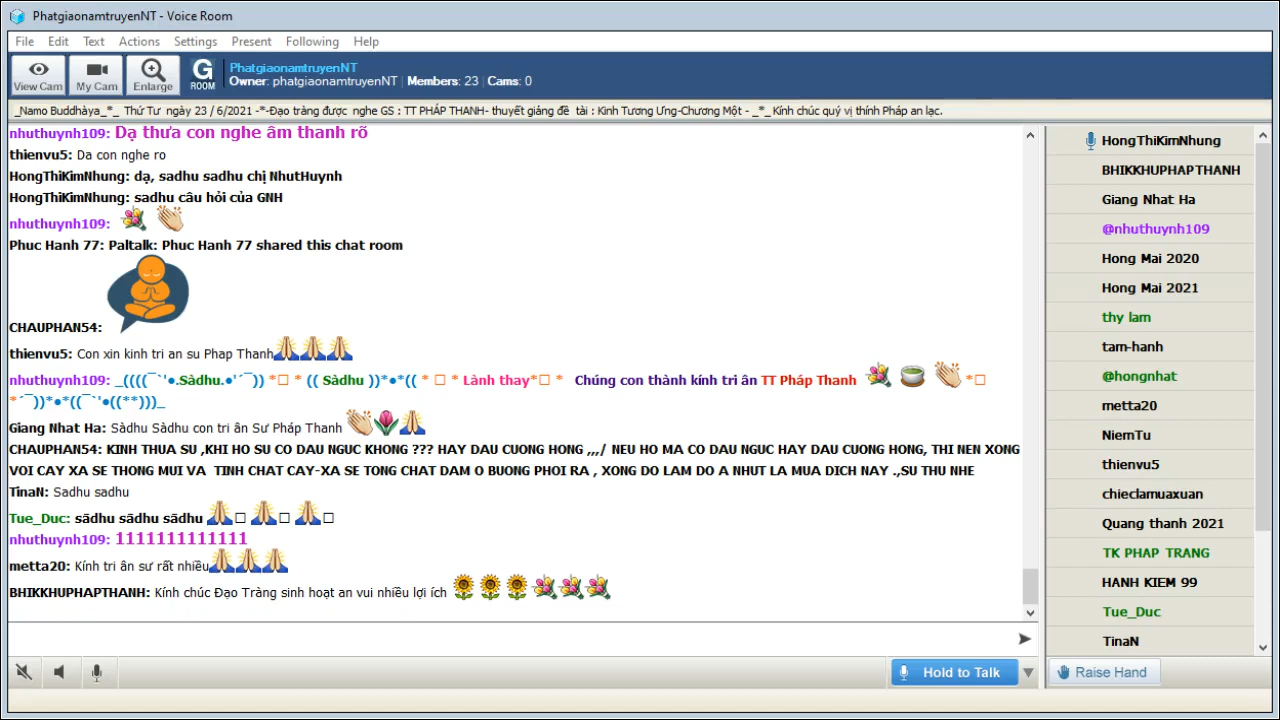 PhatgiaonamtruyenNT - Voice Room
File Edit Text Actions Settings Present Following Help
View Cam My Cam Enlarge G ROOM
PhatgiaonamtruyenNT
Owner: phatgiaonamtruyenNT | Members: 23 | Cams: 0
_Namo Buddhàya_*_ Thứ Tư ngày 23 / 6/2021 -*-Đạo tràng được nghe GS : TT PHÁP THANH- thuyết giảng đề tài : Kinh Tương Ưng-Chương Một - _*_ Kính chúc quý vị thính Pháp an lạc.
nhuthuynh109: Dạ thưa con nghe âm thanh rõ
thienvu5: Da con nghe ro
HongThiKimNhung: dạ, sadhu sadhu chị NhutHuynh
HongThiKimNhung: sadhu câu hỏi của GNH
nhuthuynh109:
Phuc Hanh 77: Paltalk: Phuc Hanh 77 shared this chat room
CHAUPHAN54:
thienvu5: Con xin kinh tri an su Phap Thanh
nhuthuynh109: _((((¯`'•.Sàdhu.•'´¯)) *□ * (( Sàdhu ))*•*(( * □ * Lành thay*□ * Chúng con thành kính tri ân TT Pháp Thanh *□
*´¯))*•*((¯`'•((**)))_
Giang Nhat Ha: Sàdhu Sàdhu con tri ân Sư Pháp Thanh
CHAUPHAN54: KINH THUA SU ,KHI HO SU CO DAU NGUC KHONG ??? HAY DAU CUONG HONG ,,,/ NEU HO MA CO DAU NGUC HAY DAU CUONG HONG, THI NEN XONG
VOI CAY XA SE THONG MUI VA TINH CHAT CAY-XA SE TONG CHAT DAM O BUONG PHOI RA , XONG DO LAM DO A NHUT LA MUA DICH NAY .,SU THU NHE
TinaN: Sadhu sadhu
Tue_Duc: sādhu sādhu sādhu □ □ □
nhuthuynh109: 1111111111111
metta20: Kính tri ân sư rất nhiều
BHIKKHUPHAPTHANH: Kính chúc Đạo Tràng sinh hoạt an vui nhiều lợi ích
Hold to Talk
HongThiKimNhung
BHIKKHUPHAPTHANH
Giang Nhat Ha
@nhuthuynh109
Hong Mai 2020
Hong Mai 2021
thy lam
tam-hanh
@hongnhat
metta20
NiemTu
thienvu5
chieclamuaxuan
Quang thanh 2021
TK PHAP TRANG
HANH KIEM 99
Tue_Duc
TinaN
Raise Hand